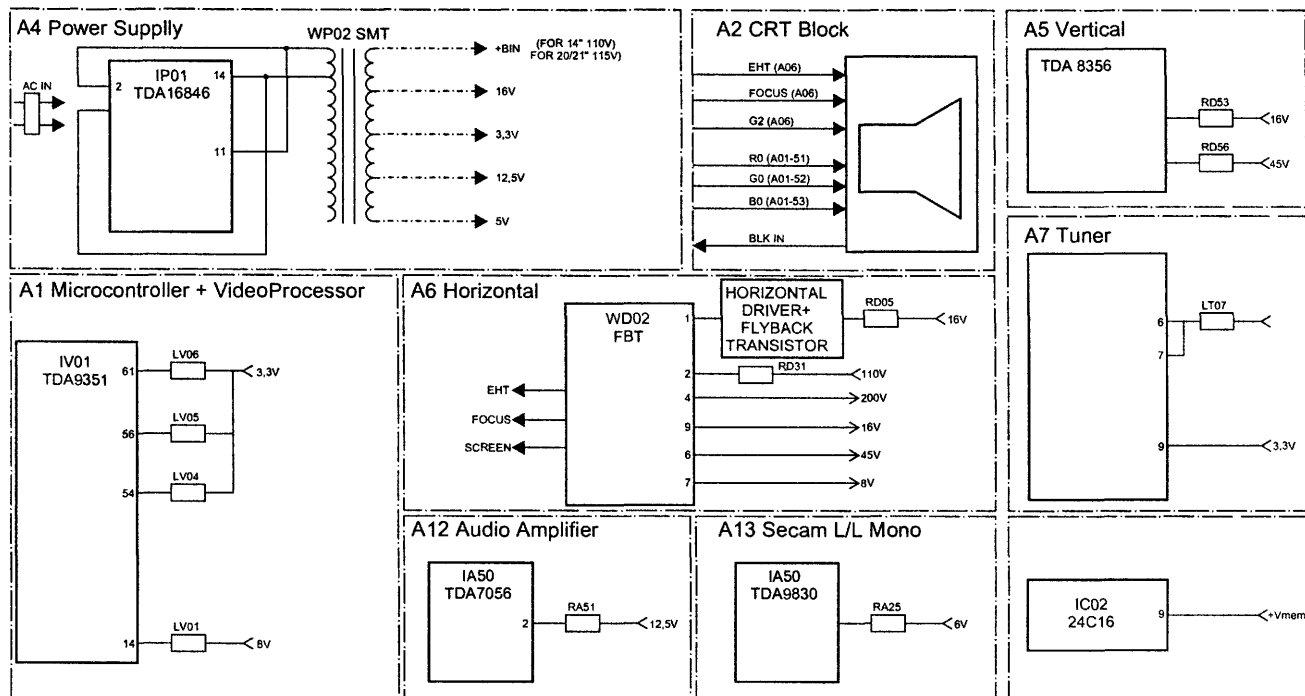 A4 Power Supplly
WP02 SMT
+BIN
(FOR 14" 110V)
FOR 20/21" 115V)
AC IN
2
IP01
TDA16846
14
11
16V
3,3V
12,5V
5V
A2 CRT Block
EHT (A06)
FOCUS (A06)
G2 (A06)
R0 (A01-51)
G0 (A01-52)
B0 (A01-53)
BLK IN
A5 Vertical
TDA 8356
RD53
16V
RD56
45V
A1 Microcontroller + VideoProcessor
IV01
TDA9351
61
LV06
3,3V
56
LV05
54
LV04
14
LV01
8V
A6 Horizontal
WD02
FBT
1
HORIZONTAL
DRIVER+
FLYBACK
TRANSISTOR
RD05
16V
2
RD31
110V
4
200V
9
16V
6
45V
7
8V
EHT
FOCUS
SCREEN
A7 Tuner
6
LT07
7
9
3,3V
A12 Audio Amplifier
IA50
TDA7056
2
RA51
12,5V
A13 Secam L/L Mono
IA50
TDA9830
RA25
6V
IC02
24C16
9
+Vmem